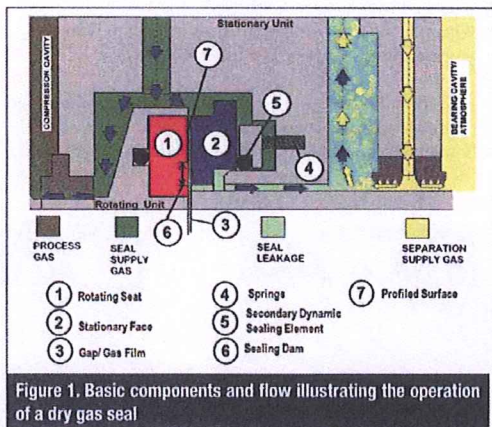 Stationary Unit
COMPRESSOR CAVITY
BEARING CAVITY/
ATMOSPHERE
7
5
1
2
4
Rotating Unit
6
3
PROCESS
GAS
SEAL
SUPPLY
GAS
SEAL
LEAKAGE
SEPARATION
SUPPLY GAS
1 Rotating Seat
4 Springs
7 Profiled Surface
2 Stationary Face
5 Secondary Dynamic
Sealing Element
3 Gap/ Gas Film
6 Sealing Dam
Figure 1. Basic components and flow illustrating the operation
of a dry gas seal